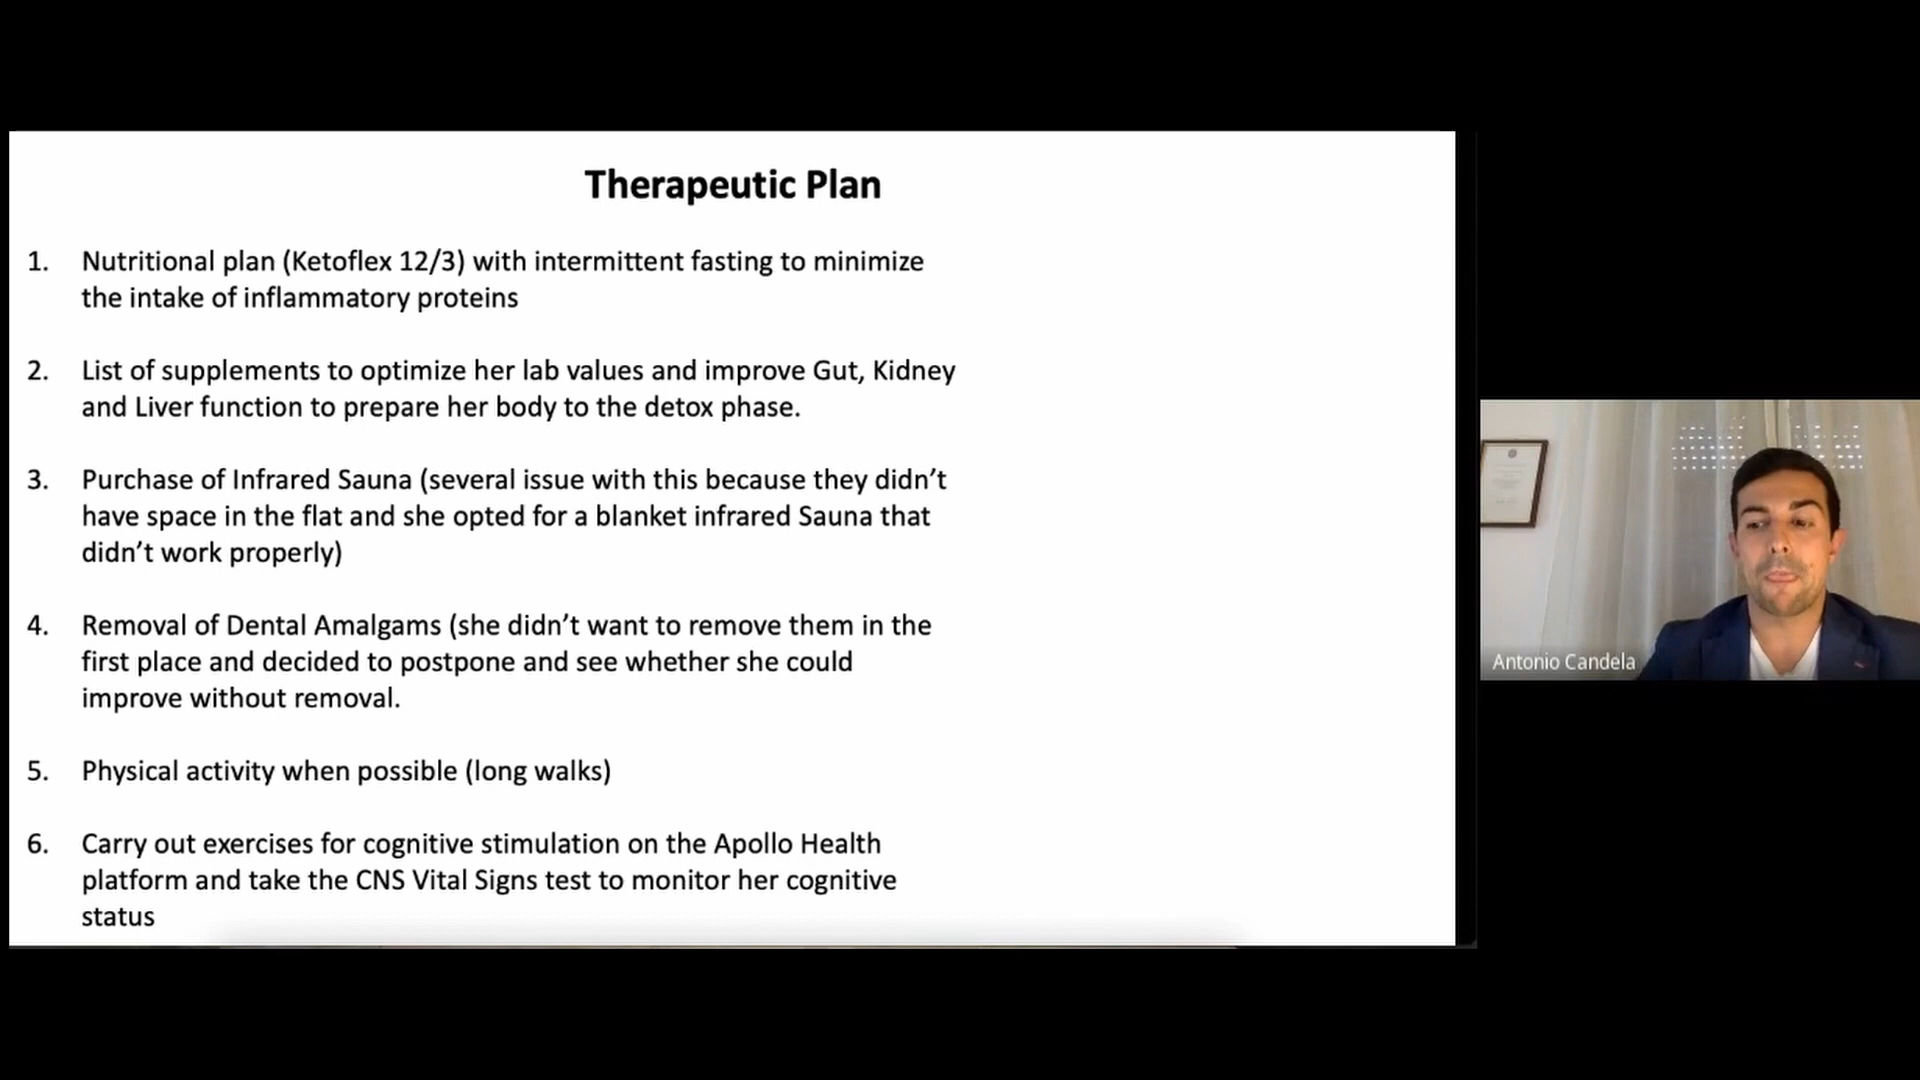 Therapeutic Plan
1. Nutritional plan (Ketoflex 12/3) with intermittent fasting to minimize
the intake of inflammatory proteins
2. List of supplements to optimize her lab values and improve Gut, Kidney
and Liver function to prepare her body to the detox phase.
3. Purchase of Infrared Sauna (several issue with this because they didn’t
have space in the flat and she opted for a blanket infrared Sauna that
didn’t work properly)
4. Removal of Dental Amalgams (she didn’t want to remove them in the
first place and decided to postpone and see whether she could
improve without removal.
5. Physical activity when possible (long walks)
6. Carry out exercises for cognitive stimulation on the Apollo Health
platform and take the CNS Vital Signs test to monitor her cognitive
status
Antonio Candela